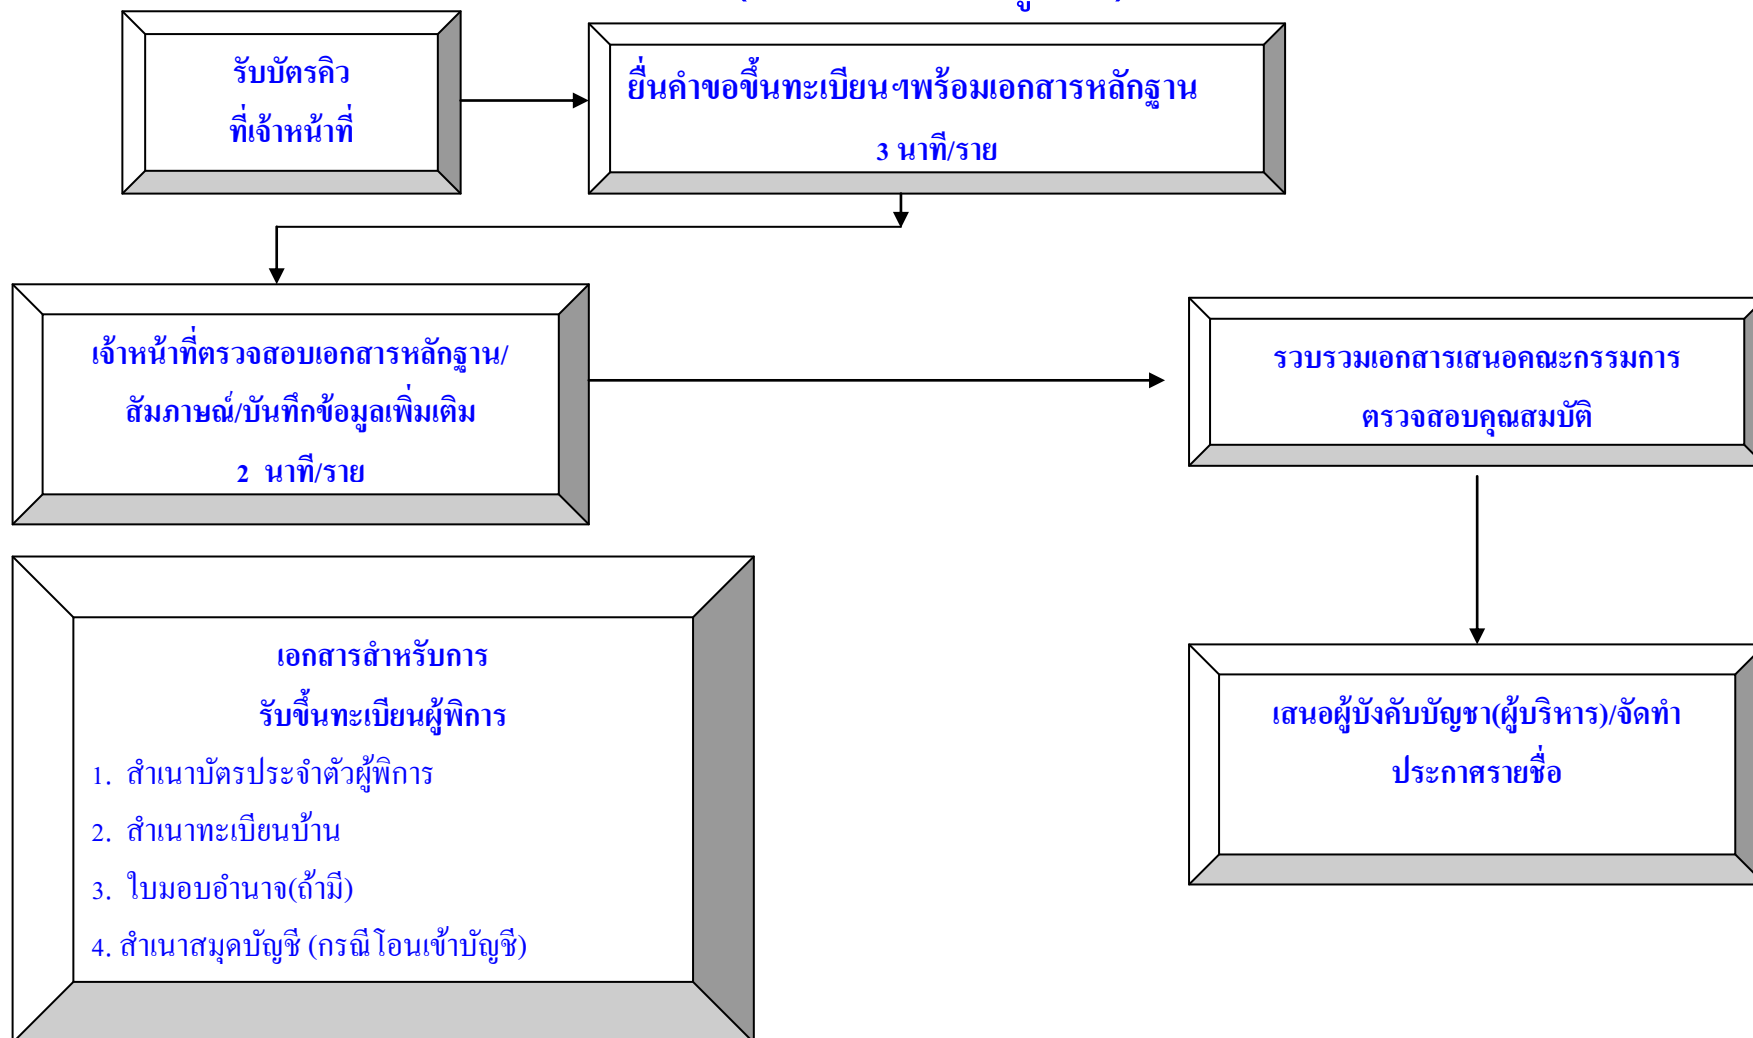 รับบัตรคิว
ที่เจ้าหน้าที่
ยื่นคำขอขึ้นทะเบียนฯพร้อมเอกสารหลักฐาน
3 นาที/ราย
เจ้าหน้าที่ตรวจสอบเอกสารหลักฐาน/
สัมภาษณ์/บันทึกข้อมูลเพิ่มเติม
2 นาที/ราย
รวบรวมเอกสารเสนอคณะกรรมการ
ตรวจสอบคุณสมบัติ
เอกสารสำหรับการ
รับขึ้นทะเบียนผู้พิการ
1. สำเนาบัตรประจำตัวผู้พิการ
2. สำเนาทะเบียนบ้าน
3. ใบมอบอำนาจ(ถ้ามี)
4. สำเนาสมุดบัญชี (กรณีโอนเข้าบัญชี)
เสนอผู้บังคับบัญชา(ผู้บริหาร)/จัดทำ
ประกาศรายชื่อ